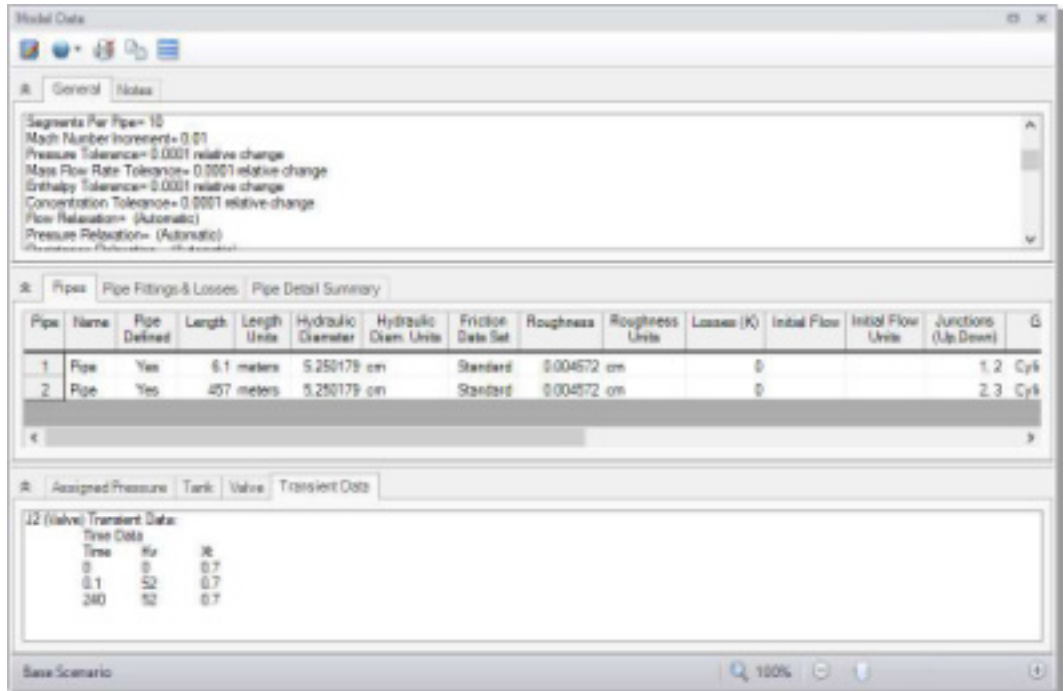 Model Data
General Notes
Segments Per Pipe= 10
Mach Number Increment= 0.01
Pressure Tolerance= 0.0001 relative change
Mass Flow Rate Tolerance= 0.0001 relative change
Enthalpy Tolerance= 0.0001 relative change
Concentration Tolerance= 0.0001 relative change
Flow Relaxation= (Automatic)
Pressure Relaxation= (Automatic)
Pipes Pipe Fittings & Losses Pipe Detail Summary
Pipe Name Pipe Defined Length Length Units Hydraulic Diameter Hydraulic Diam. Units Friction Data Set Roughness Roughness Units Losses (K) Initial Flow Initial Flow Units Junctions (Up,Down) G
1 Pipe Yes 6.1 meters 5.250179 cm Standard 0.004572 cm 0 1, 2 Cyli
2 Pipe Yes 457 meters 5.250179 cm Standard 0.004572 cm 0 2, 3 Cyli
Assigned Pressure Tank Valve Transient Data
J2 (Valve) Transient Data:
Time Data
Time Kv Xt
0 0 0.7
0.1 52 0.7
240 52 0.7
Base Scenario 100%